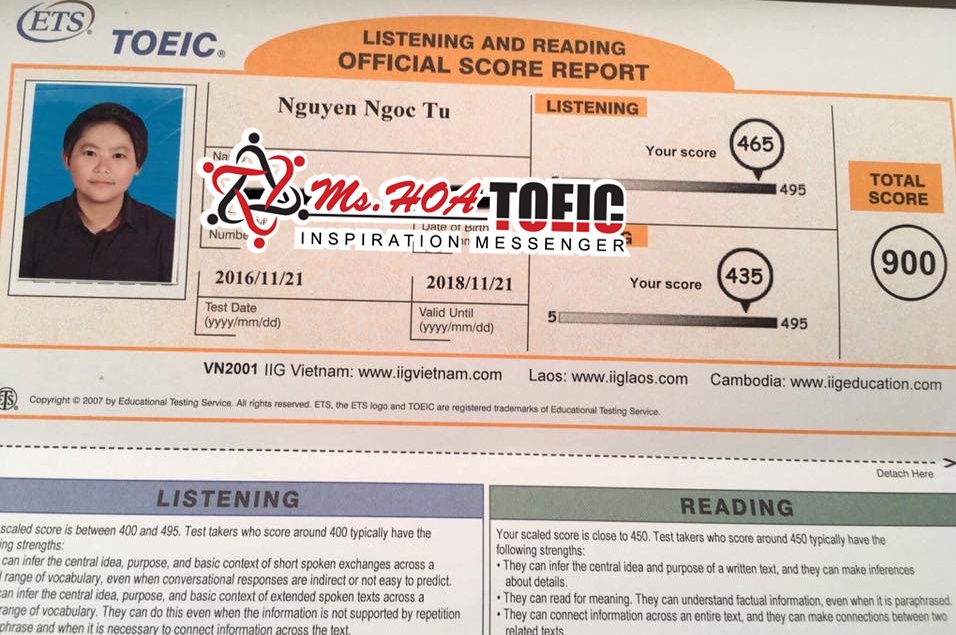 ETS
TOEIC
LISTENING AND READING
OFFICIAL SCORE REPORT
Nguyen Ngoc Tu
Ms. HOA TOEIC
INSPIRATION MESSENGER
Date of Birth
2016/11/21
Test Date
(yyyy/mm/dd)
2018/11/21
Valid Until
(yyyy/mm/dd)
LISTENING
Your score
465
495
Your score
435
5
495
TOTAL
SCORE
900
VN2001 IIG Vietnam: www.iigvietnam.com Laos: www.iiglaos.com Cambodia: www.iigeducation.com
Copyright © 2007 by Educational Testing Service. All rights reserved. ETS, the ETS logo and TOEIC are registered trademarks of Educational Testing Service.
Detach Here
LISTENING
scaled score is between 400 and 495. Test takers who score around 400 typically have the
strengths:
can infer the central idea, purpose, and basic context of short spoken exchanges across a
range of vocabulary, even when conversational responses are indirect or not easy to predict.
can infer the central idea, purpose, and basic context of extended spoken texts across a
range of vocabulary. They can do this even when the information is not supported by repetition
and when it is necessary to connect information across the text.
READING
Your scaled score is close to 450. Test takers who score around 450 typically have the
following strengths:
• They can infer the central idea and purpose of a written text, and they can make inferences
about details.
• They can read for meaning. They can understand factual information, even when it is paraphrased.
• They can connect information across an entire text, and they can make connections between two
related texts.